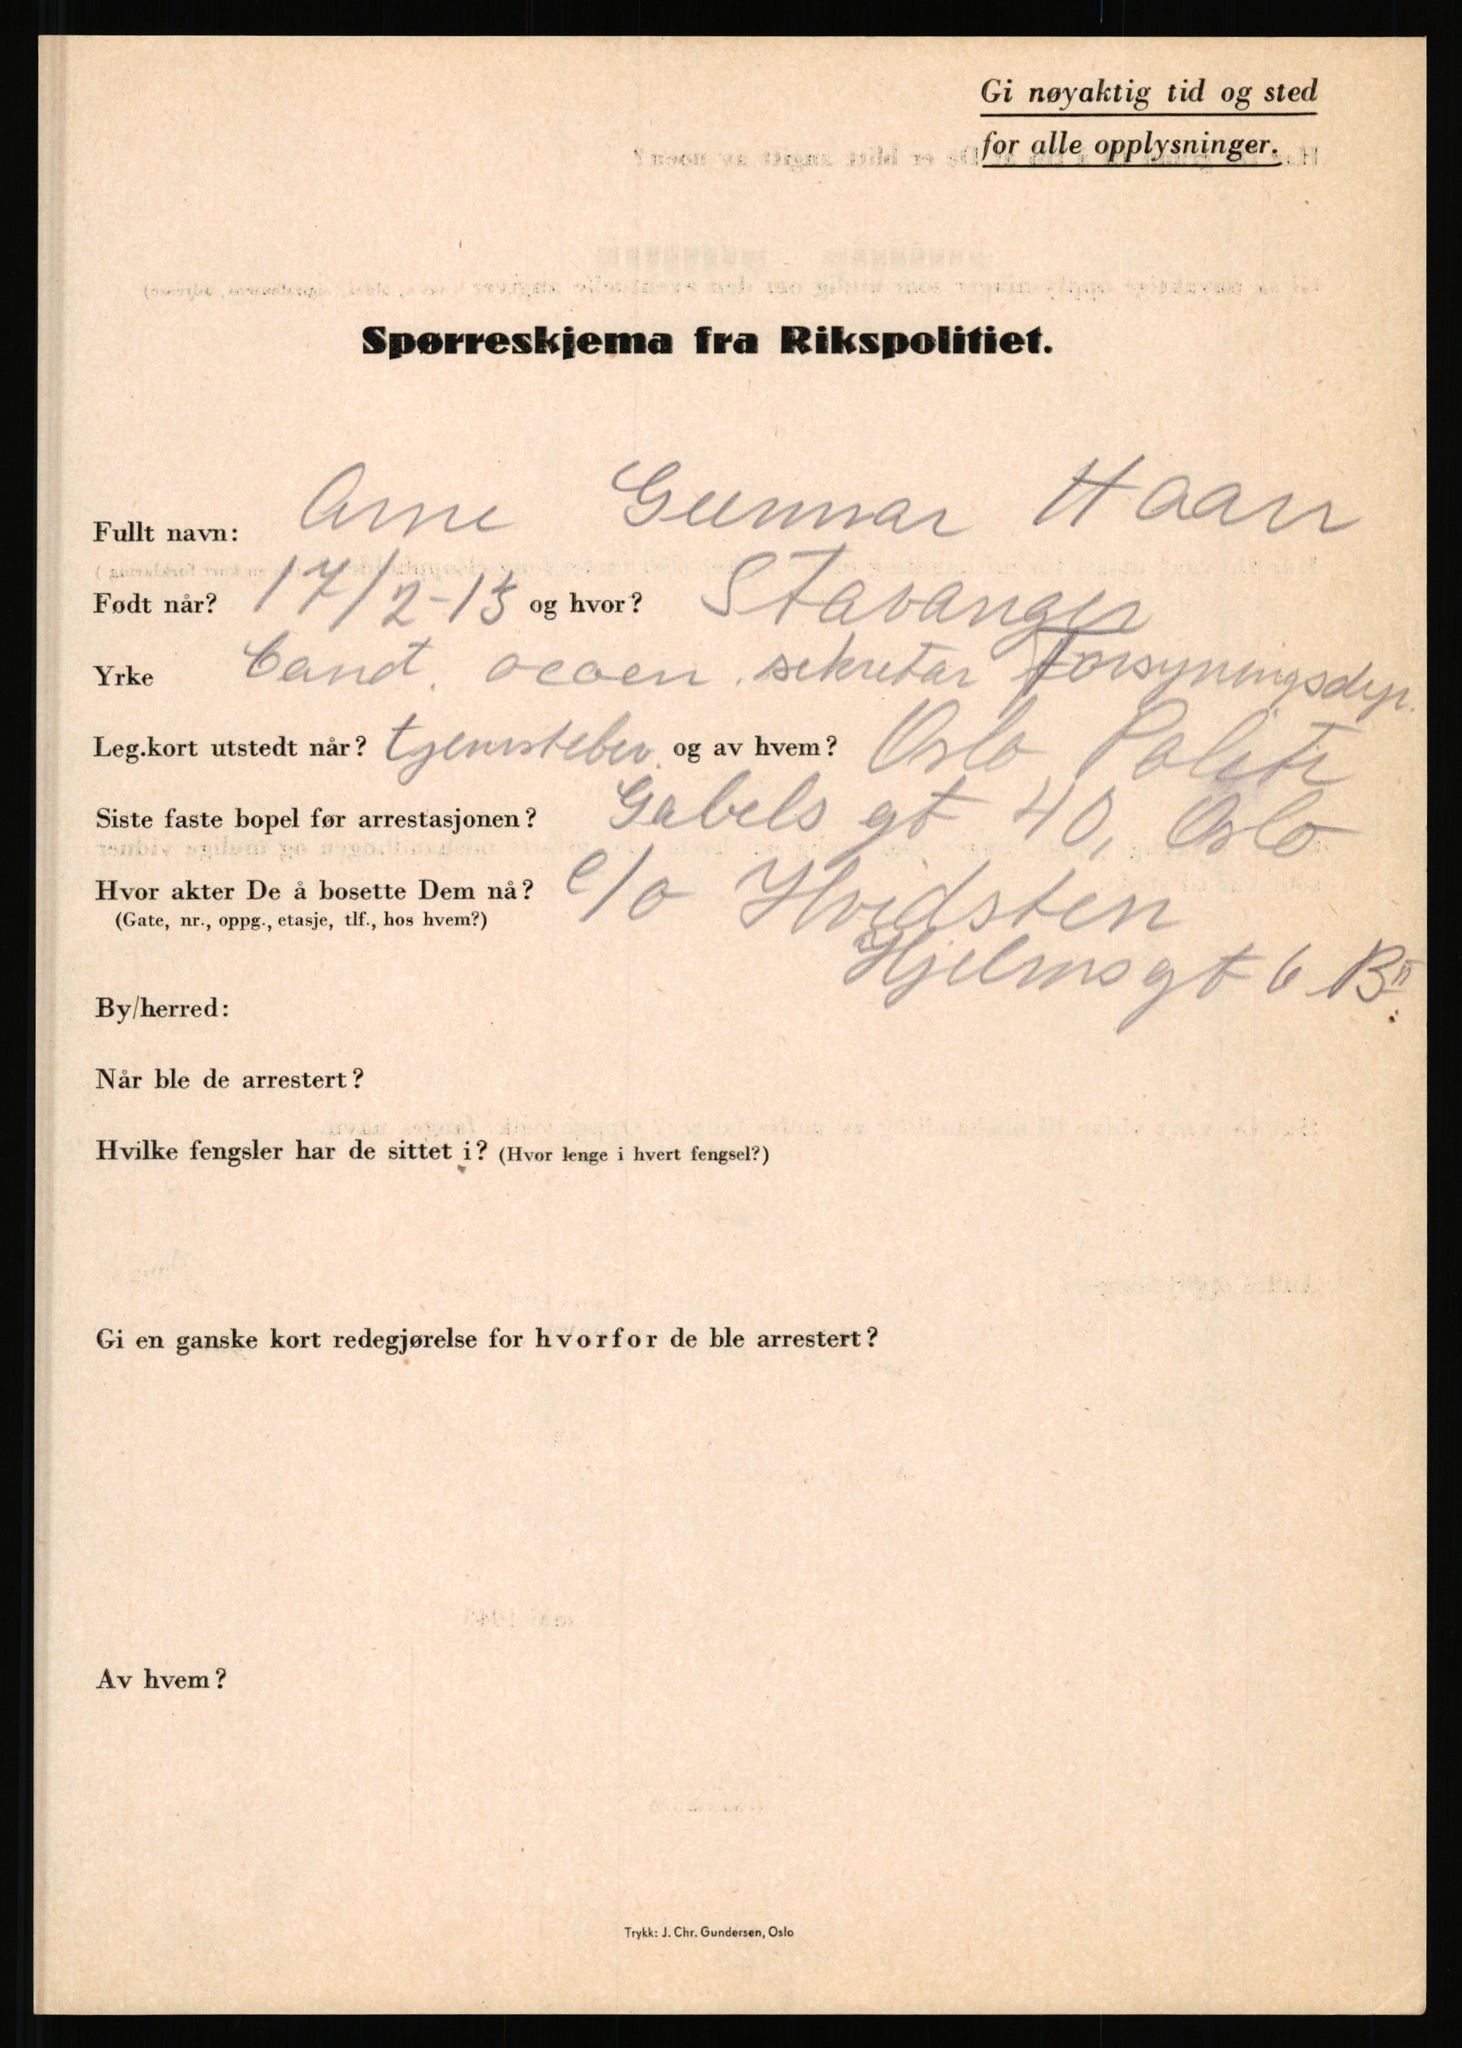 Gi nøyaktig tid og sted
for alle opplysninger.
Spørreskjema fra Rikspolitiet.
Fullt navn: Arne Gunnar Haarr
Født når? 17/2-15 og hvor? Stavanger
Yrke Cand. oecon. sekretær Forsyningsdep.
Leg.kort utstedt når? tjenestebev. og av hvem? Oslo Politi
Siste faste bopel før arrestasjonen? Gabels gt 40, Oslo
Hvor akter De å bosette Dem nå? c/o Hvidsten
(Gate, nr., oppg., etasje, tlf., hos hvem?)
Hjelmsgt 6 B II
By/herred:
Når ble de arrestert?
Hvilke fengsler har de sittet i? (Hvor lenge i hvert fengsel?)
Gi en ganske kort redegjørelse for hvorfor de ble arrestert?
Av hvem?
Trykk: J. Chr. Gundersen, Oslo